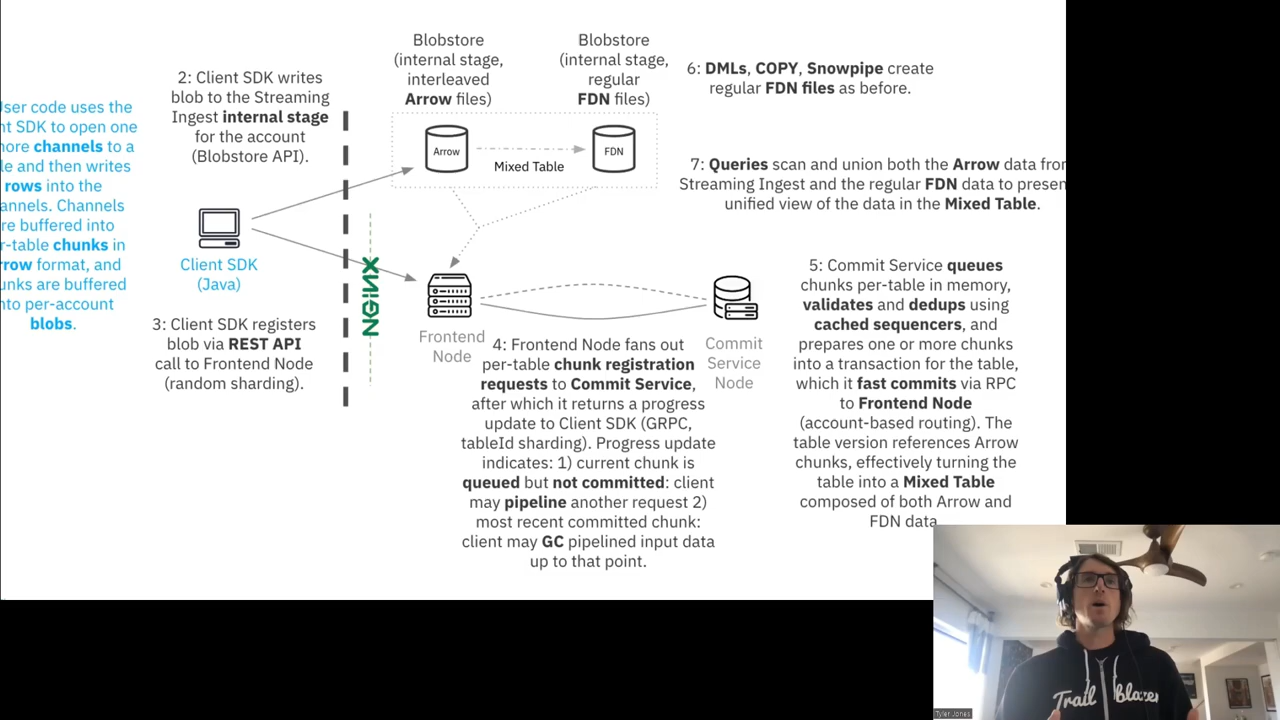 User code uses the
nt SDK to open one
more channels to a
le and then writes
rows into the
annels. Channels
re buffered into
r-table chunks in
rrow format, and
unks are buffered
nto per-account
blobs.
2: Client SDK writes
blob to the Streaming
Ingest internal stage
for the account
(Blobstore API).
Client SDK
(Java)
3: Client SDK registers
blob via REST API
call to Frontend Node
(random sharding).
NGINX
Blobstore
(internal stage,
interleaved
Arrow files)
Blobstore
(internal stage,
regular
FDN files)
Arrow
Mixed Table
FDN
Frontend
Node
4: Frontend Node fans out
per-table chunk registration
requests to Commit Service,
after which it returns a progress
update to Client SDK (GRPC,
tableId sharding). Progress update
indicates: 1) current chunk is
queued but not committed: client
may pipeline another request 2)
most recent committed chunk:
client may GC pipelined input data
up to that point.
Commit
Service
Node
5: Commit Service queues
chunks per-table in memory,
validates and dedups using
cached sequencers, and
prepares one or more chunks
into a transaction for the table,
which it fast commits via RPC
to Frontend Node
(account-based routing). The
table version references Arrow
chunks, effectively turning the
table into a Mixed Table
composed of both Arrow and
FDN data
6: DMLs, COPY, Snowpipe create
regular FDN files as before.
7: Queries scan and union both the Arrow data from
Streaming Ingest and the regular FDN data to presen
unified view of the data in the Mixed Table.
Trail blazer
Tyler Jones